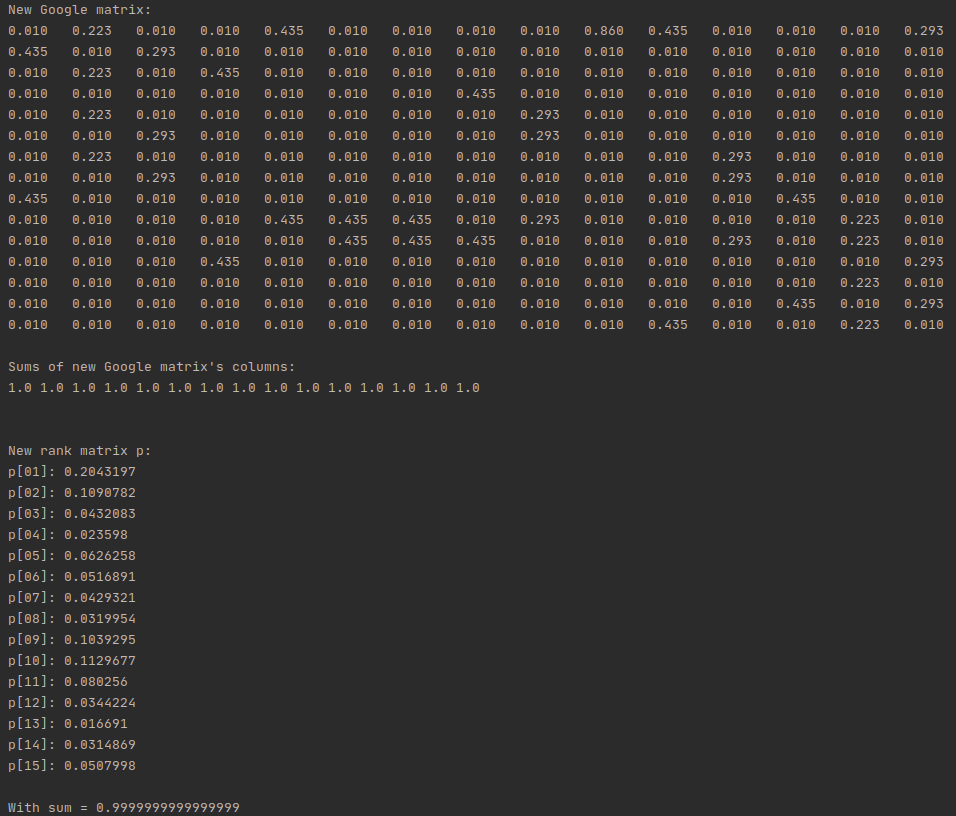 New Google matrix:
0.010   0.223   0.010   0.010   0.435   0.010   0.010   0.010   0.010   0.860   0.435   0.010   0.010   0.010   0.293
0.435   0.010   0.293   0.010   0.010   0.010   0.010   0.010   0.010   0.010   0.010   0.010   0.010   0.010   0.010
0.010   0.223   0.010   0.435   0.010   0.010   0.010   0.010   0.010   0.010   0.010   0.010   0.010   0.010   0.010
0.010   0.010   0.010   0.010   0.010   0.010   0.010   0.435   0.010   0.010   0.010   0.010   0.010   0.010   0.010
0.010   0.223   0.010   0.010   0.010   0.010   0.010   0.010   0.293   0.010   0.010   0.010   0.010   0.010   0.010
0.010   0.010   0.293   0.010   0.010   0.010   0.010   0.010   0.293   0.010   0.010   0.010   0.010   0.010   0.010
0.010   0.223   0.010   0.010   0.010   0.010   0.010   0.010   0.010   0.010   0.010   0.293   0.010   0.010   0.010
0.010   0.010   0.293   0.010   0.010   0.010   0.010   0.010   0.010   0.010   0.010   0.293   0.010   0.010   0.010
0.435   0.010   0.010   0.010   0.010   0.010   0.010   0.010   0.010   0.010   0.010   0.010   0.435   0.010   0.010
0.010   0.010   0.010   0.010   0.435   0.435   0.435   0.010   0.293   0.010   0.010   0.010   0.010   0.223   0.010
0.010   0.010   0.010   0.010   0.010   0.435   0.435   0.435   0.010   0.010   0.010   0.293   0.010   0.223   0.010
0.010   0.010   0.010   0.435   0.010   0.010   0.010   0.010   0.010   0.010   0.010   0.010   0.010   0.010   0.293
0.010   0.010   0.010   0.010   0.010   0.010   0.010   0.010   0.010   0.010   0.010   0.010   0.010   0.223   0.010
0.010   0.010   0.010   0.010   0.010   0.010   0.010   0.010   0.010   0.010   0.010   0.010   0.435   0.010   0.293
0.010   0.010   0.010   0.010   0.010   0.010   0.010   0.010   0.010   0.010   0.435   0.010   0.010   0.223   0.010
Sums of new Google matrix's columns:
1.0 1.0 1.0 1.0 1.0 1.0 1.0 1.0 1.0 1.0 1.0 1.0 1.0 1.0 1.0
New rank matrix p:
p[01]: 0.2043197
p[02]: 0.1090782
p[03]: 0.0432083
p[04]: 0.023598
p[05]: 0.0626258
p[06]: 0.0516891
p[07]: 0.0429321
p[08]: 0.0319954
p[09]: 0.1039295
p[10]: 0.1129677
p[11]: 0.080256
p[12]: 0.0344224
p[13]: 0.016691
p[14]: 0.0314869
p[15]: 0.0507998
With sum = 0.9999999999999999